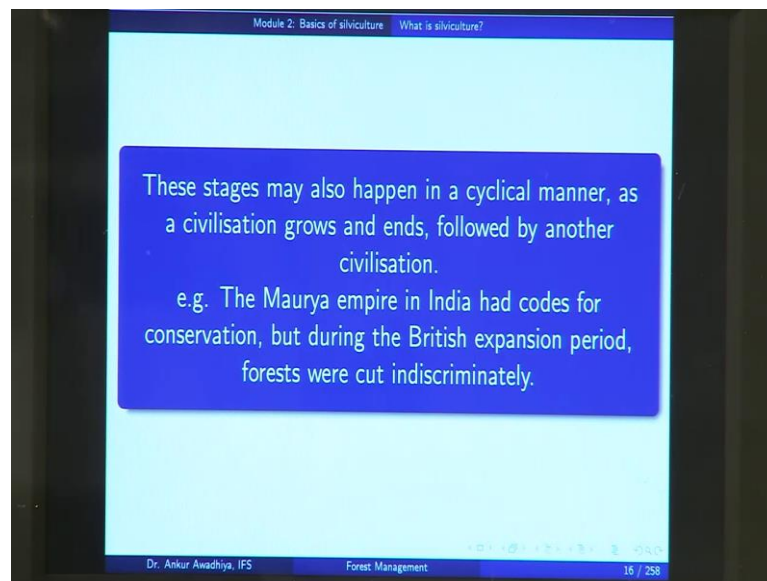 Module 2: Basics of silviculture What is silviculture?
These stages may also happen in a cyclical manner, as
a civilisation grows and ends, followed by another
civilisation.
e.g. The Maurya empire in India had codes for
conservation, but during the British expansion period,
forests were cut indiscriminately.
Dr. Ankur Awadhiya, IFS Forest Management 16 / 258